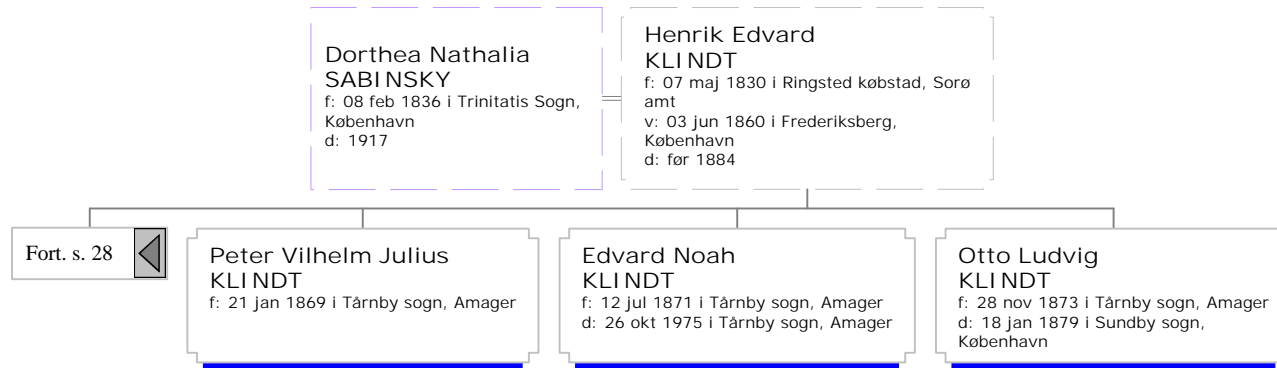 Dorthea Nathalia
SABINSKY
f: 08 feb 1836 i Trinitatis Sogn,
København
d: 1917
Henrik Edvard
KLINDT
f: 07 maj 1830 i Ringsted købstad, Sorø
amt
v: 03 jun 1860 i Frederiksberg,
København
d: før 1884
Fort. s. 28
Peter Vilhelm Julius
KLINDT
f: 21 jan 1869 i Tårnby sogn, Amager
Edvard Noah
KLINDT
f: 12 jul 1871 i Tårnby sogn, Amager
d: 26 okt 1975 i Tårnby sogn, Amager
Otto Ludvig
KLINDT
f: 28 nov 1873 i Tårnby sogn, Amager
d: 18 jan 1879 i Sundby sogn,
København